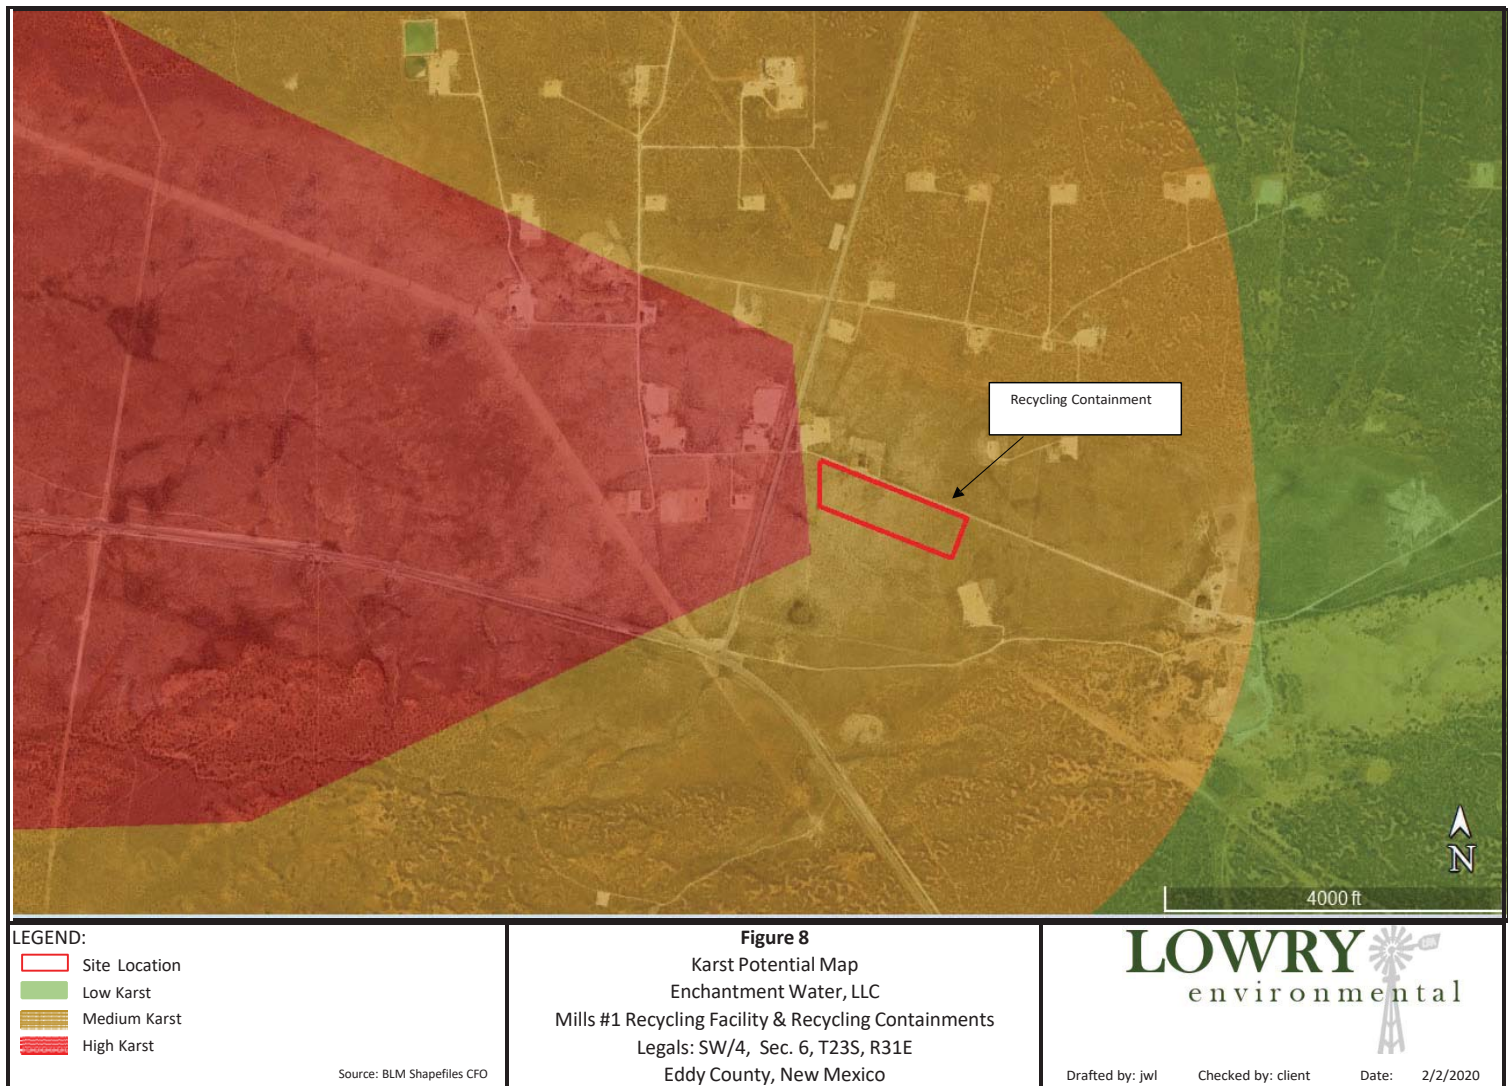 Recycling Containment
N
4000 ft
LEGEND:
Site Location
Low Karst
Medium Karst
High Karst
Source: BLM Shapefiles CFO
Figure 8
Karst Potential Map
Enchantment Water, LLC
Mills #1 Recycling Facility & Recycling Containments
Legals: SW/4, Sec. 6, T23S, R31E
Eddy County, New Mexico
LOWRY
environmental
Drafted by: jwl Checked by: client Date: 2/2/2020